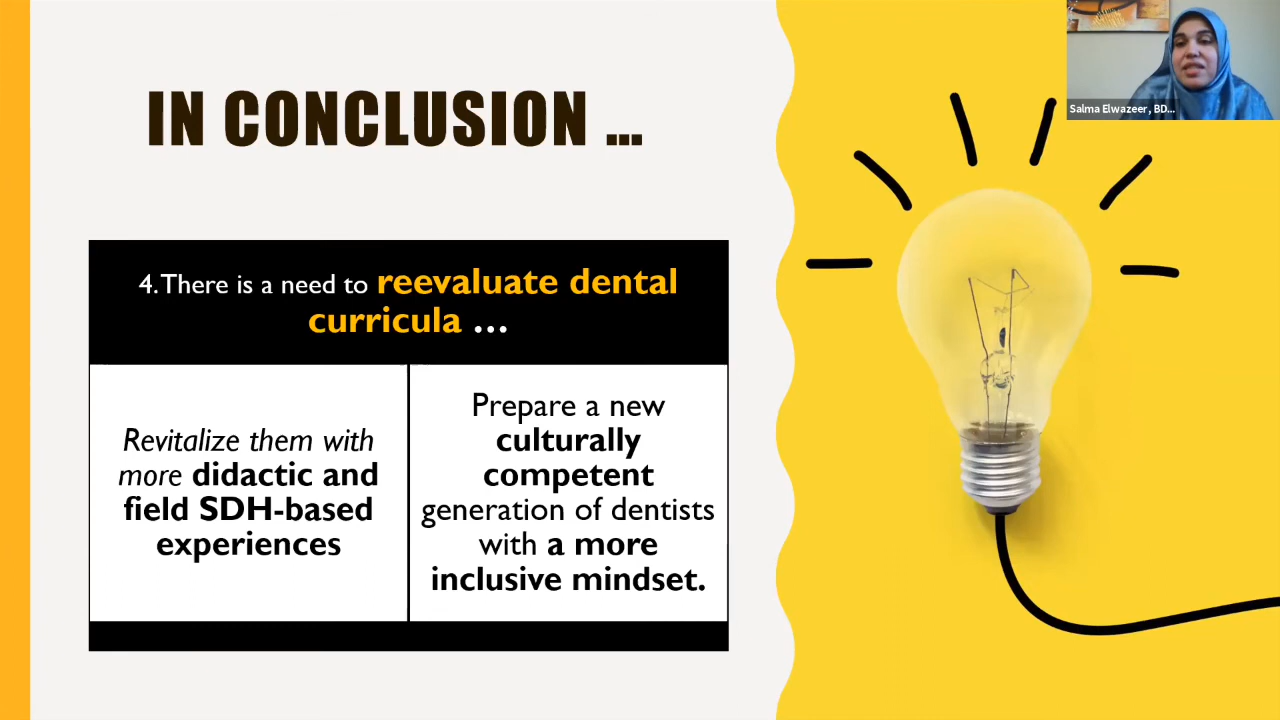 IN CONCLUSION ...
4. There is a need to reevaluate dental
curricula ...
Revitalize them with
more didactic and
field SDH-based
experiences
Prepare a new
culturally
competent
generation of dentists
with a more
inclusive mindset.
Salma Elwazeer, BD...